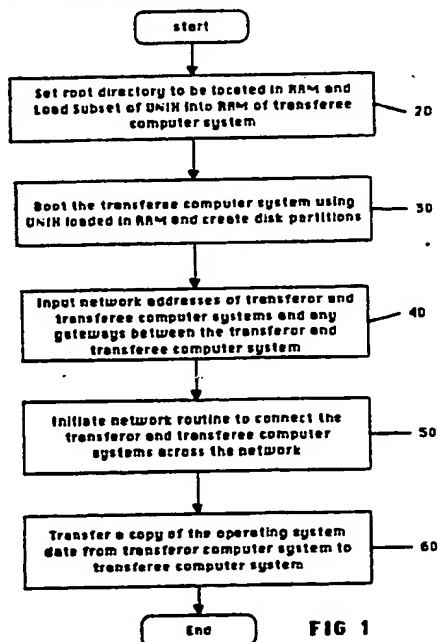 start
Set root directory to be located in RAM and
Load Subset of UNIX into RAM of transferee
computer system
20
Boot the transferee computer system using
UNIX loaded in RAM and create disk partitions
30
Input network addresses of transferor and
transferee computer systems and any
gateways between the transferor and
transferee computer system
40
Initiate network routine to connect the
transferor and transferee computer
systems across the network
50
Transfer a copy of the operating system
date from transferor computer system to
transferee computer system
60
End
FIG 1